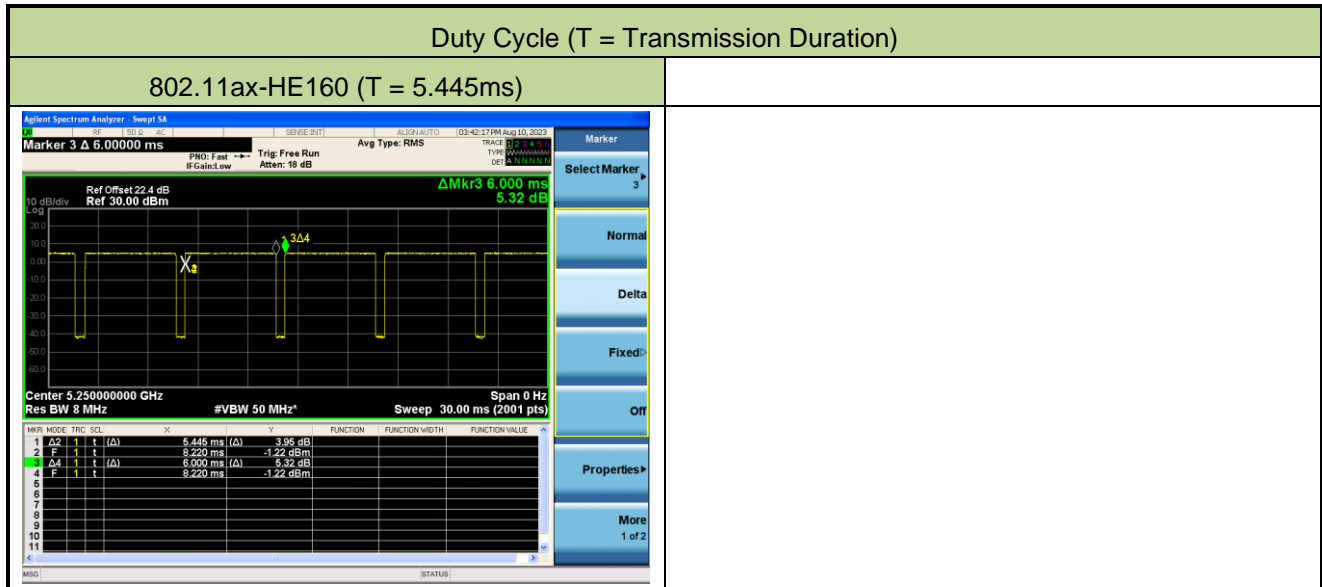 Duty Cycle (T = Transmission Duration)
802.11ax-HE160 (T = 5.445ms)
Agilent Spectrum Analyzer - Swept SA
RF 50 Ω AC SENSE:INT ALIGN AUTO 03:42:17 PM Aug 10, 2023
Marker 3 Δ 6.00000 ms
PNO: Fast
IFGain:Low
Trig: Free Run
Atten: 18 dB
Avg Type: RMS
TRACE 1 2 3 4 5 6
TYPE WWWWWW
DET A N N N N N
Marker
Select Marker
3
Normal
Delta
Fixed
Off
Properties
More
1 of 2
ΔMkr3 6.000 ms
5.32 dB
Ref Offset 22.4 dB
10 dB/div Ref 30.00 dBm
Log
20.0
10.0
0.00
-10.0
-20.0
-30.0
-40.0
-50.0
-60.0
3Δ4
Center 5.250000000 GHz Span 0 Hz
Res BW 8 MHz #VBW 50 MHz* Sweep 30.00 ms (2001 pts)
MKR MODE TRC SCL X Y FUNCTION FUNCTION WIDTH FUNCTION VALUE
1 Δ2 1 t (Δ) 5.445 ms (Δ) 3.95 dB
2 F 1 t 8.220 ms -1.22 dBm
3 Δ4 1 t (Δ) 6.000 ms (Δ) 5.32 dB
4 F 1 t 8.220 ms -1.22 dBm
5
6
7
8
9
10
11
MSG STATUS